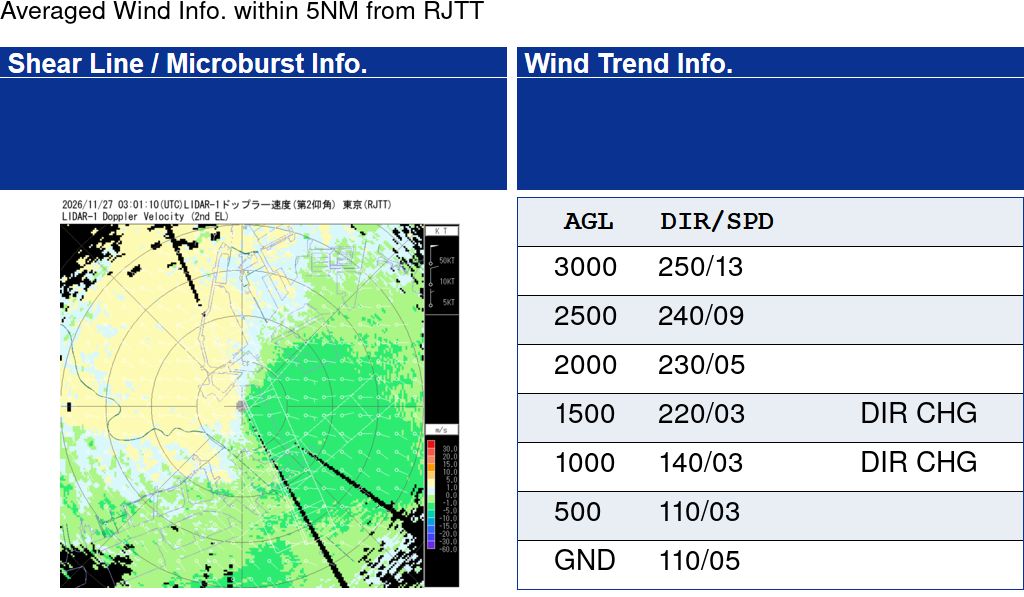 Averaged Wind Info. within 5NM from RJTT
Shear Line / Microburst Info.
Wind Trend Info.
2026/11/27 03:01:10(UTC)LIDAR-1ドップラー速度(第2仰角) 東京(RJTT)
LIDAR-1 Doppler Velocity (2nd EL)
K T
50KT
10KT
5KT
m/s
30.0
20.0
15.0
10.0
5.0
1.0
0.0
-1.0
-5.0
-10.0
-15.0
-20.0
-30.0
-60.0
AGL DIR/SPD
3000 250/13
2500 240/09
2000 230/05
1500 220/03 DIR CHG
1000 140/03 DIR CHG
500 110/03
GND 110/05